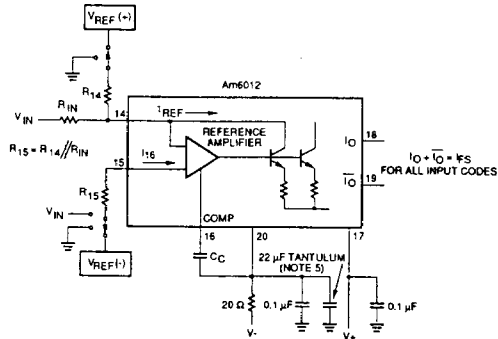 VREF(+)
Am6012
R14
RIN
VIN
14
IREF
REFERENCE
AMPLIFIER
IO 18
IO + IO = IFS
FOR ALL INPUT CODES
R15 = R14//RIN
15
I16
IO
19
R15
VIN
COMP
VREF(-)
16
20
17
CC
22 µF TANTULUM
(NOTE 5)
20 Ω
0.1 µF
0.1 µF
V-
V+